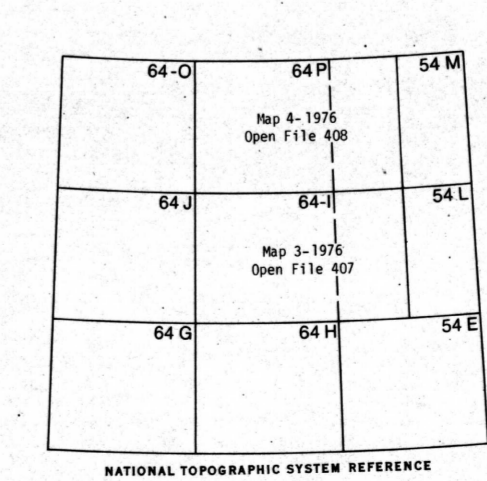 64-O 64 P 54 M
Map 4-1976
Open File 408
64 J 64-I 54 L
Map 3-1976
Open File 407
64 G 64 H 54 E
NATIONAL TOPOGRAPHIC SYSTEM REFERENCE